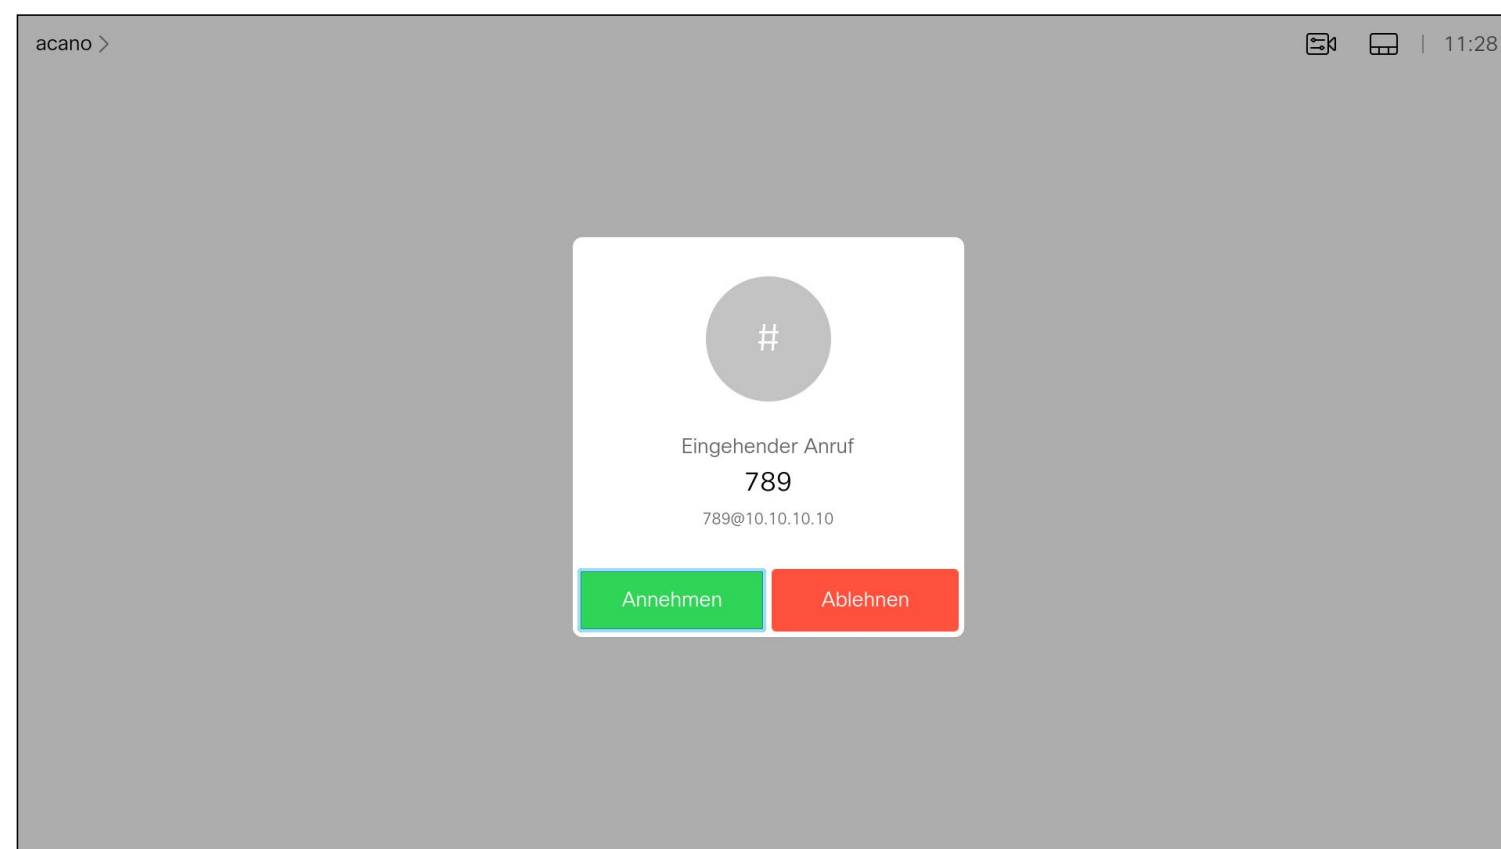 acano
11:28
#
Eingehender Anruf
789
789@10.10.10.10
Annehmen
Ablehnen